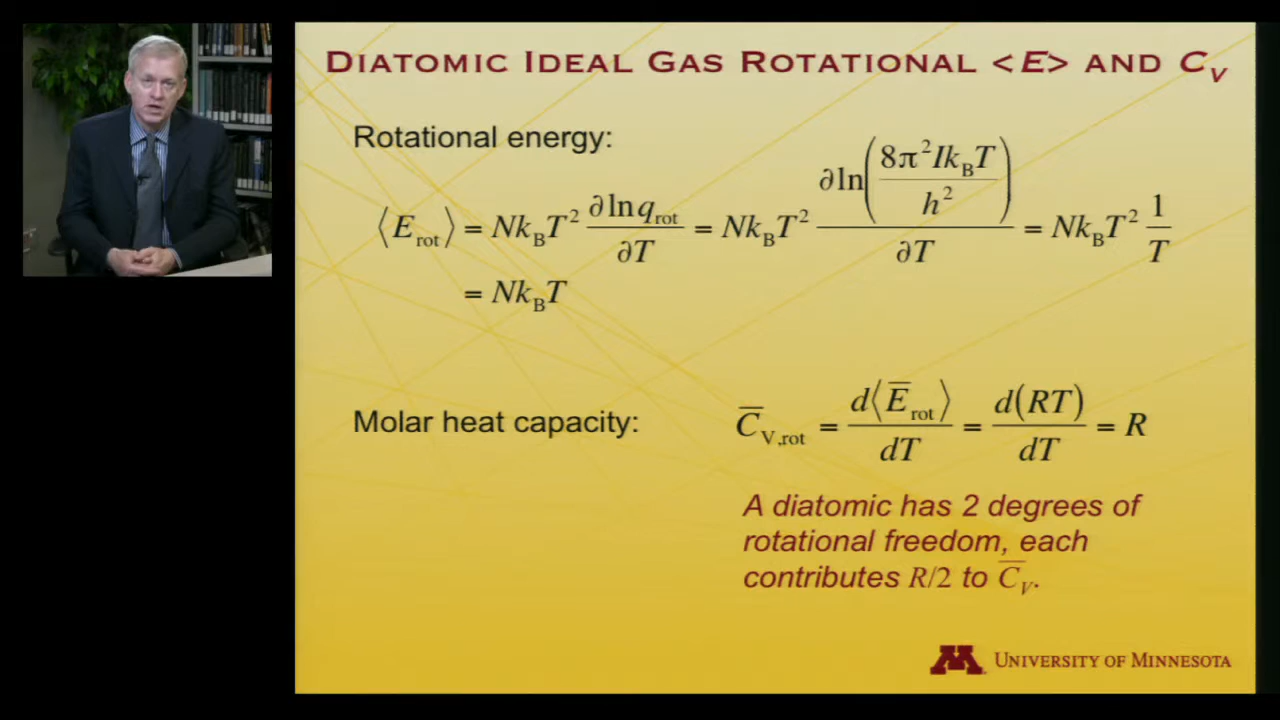 DIATOMIC IDEAL GAS ROTATIONAL <E> AND C_V
Rotational energy:
⟨E_rot⟩ = Nk_BT² ∂ln q_rot / ∂T = Nk_BT² ∂ln(8π²Ik_BT / h²) / ∂T = Nk_BT² 1/T
= Nk_BT
Molar heat capacity: C̅_V,rot = d⟨E̅_rot⟩ / dT = d(RT) / dT = R
A diatomic has 2 degrees of
rotational freedom, each
contributes R/2 to C̅_V.
M UNIVERSITY OF MINNESOTA